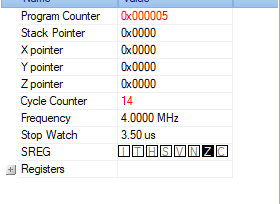 Name Value
Program Counter 0x000005
Stack Pointer 0x0000
X pointer 0x0000
Y pointer 0x0000
Z pointer 0x0000
Cycle Counter 14
Frequency 4.0000 MHz
Stop Watch 3.50 us
SREG I T H S V N Z C
Registers